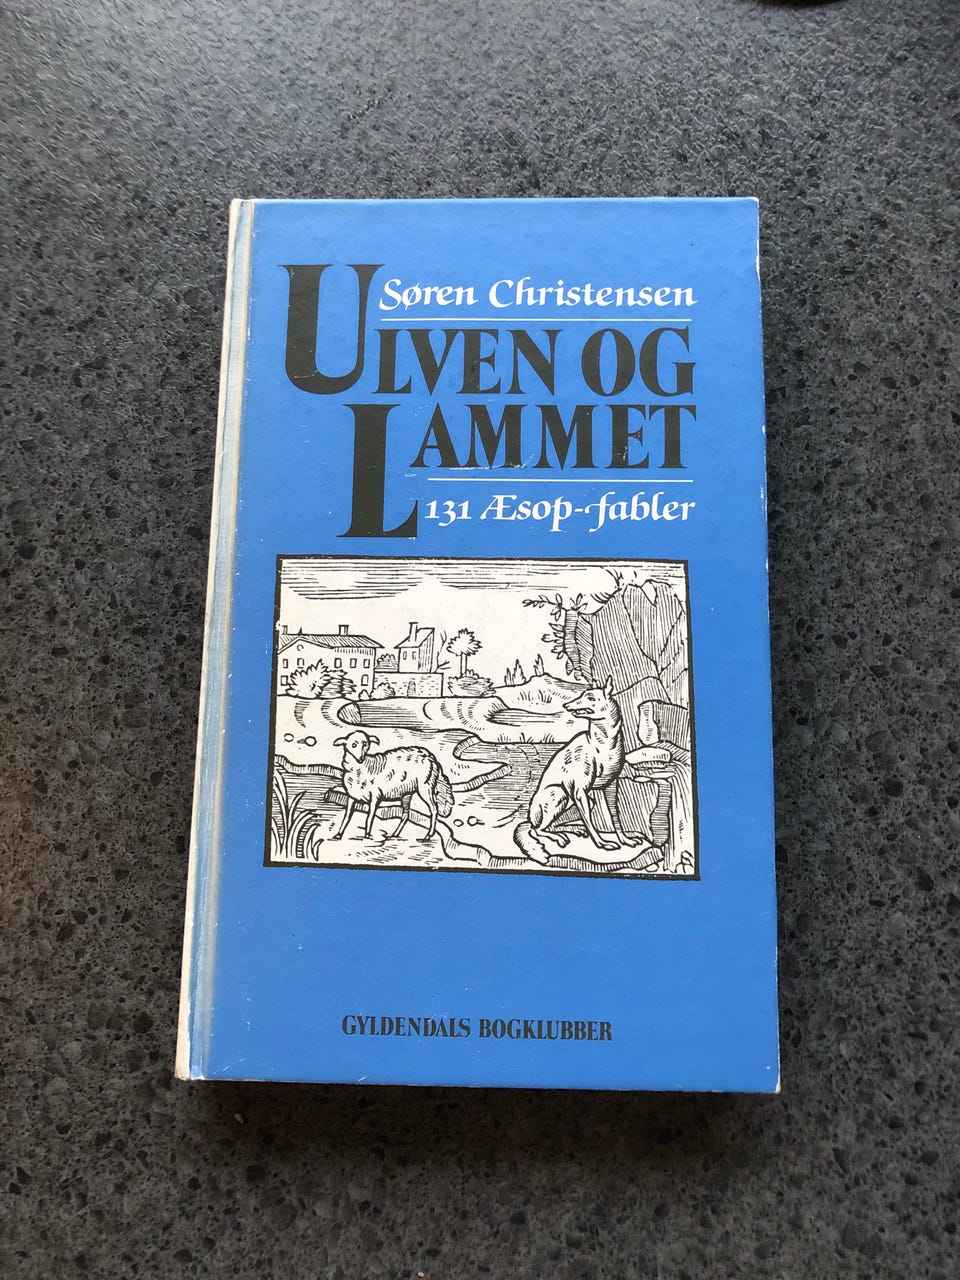 Søren Christensen
ULVEN OG
LAMMET
131 Æsop-fabler
GYLDENDALS BOGKLUBBER